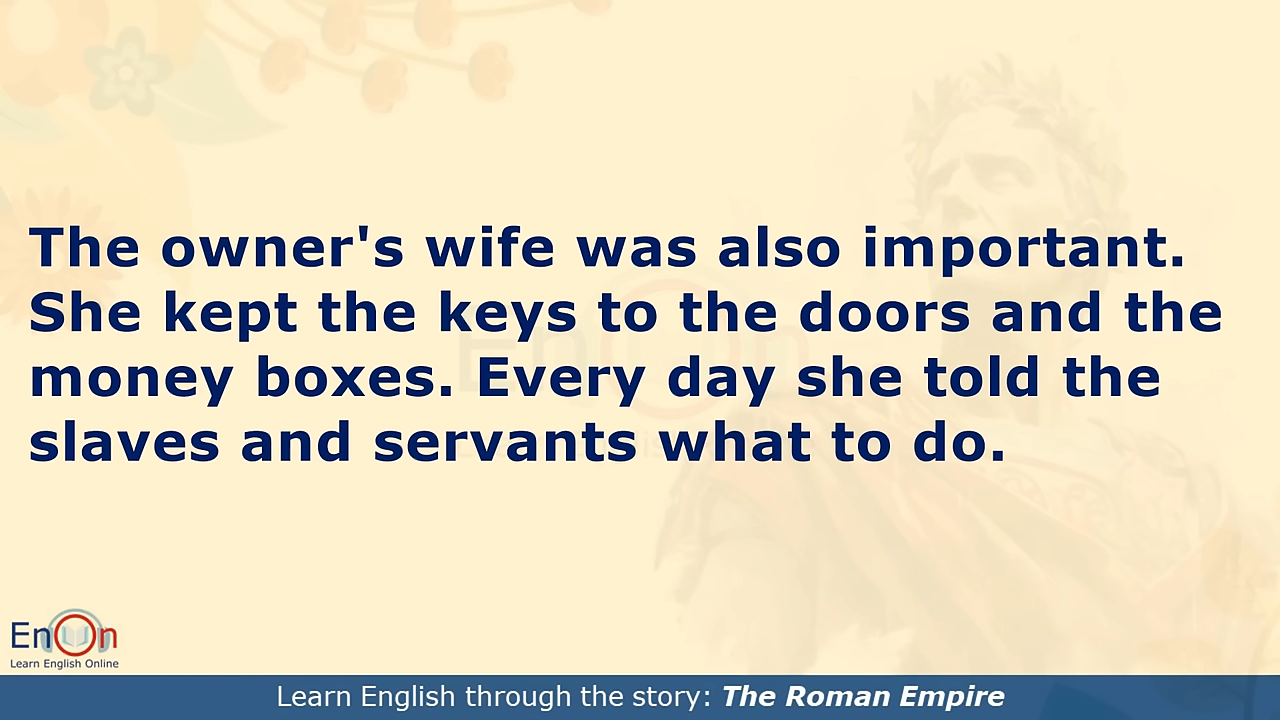 The owner's wife was also important.
She kept the keys to the doors and the
money boxes. Every day she told the
slaves and servants what to do.
EnOn
Learn English Online
Learn English through the story: The Roman Empire